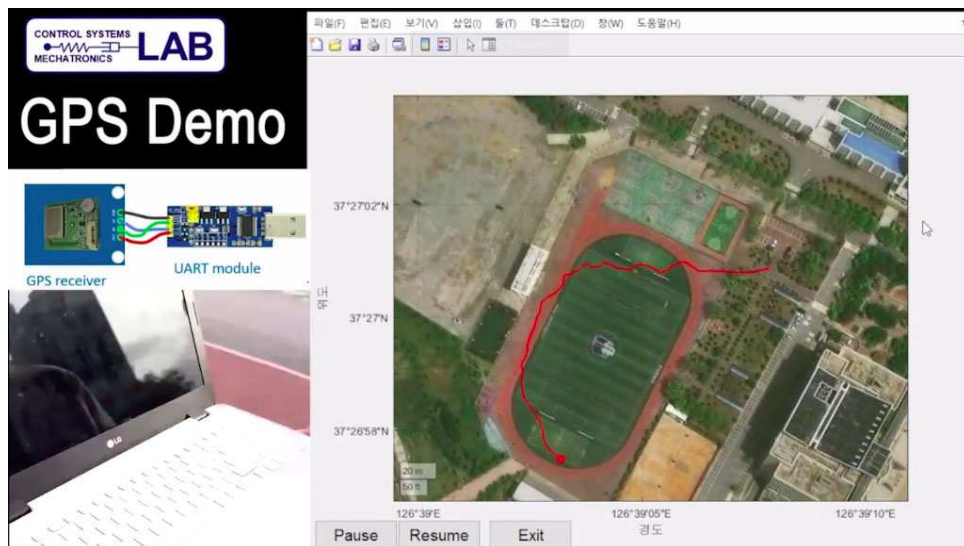 CONTROL SYSTEMS
MECHATRONICS
LAB
GPS Demo
GPS receiver
UART module
LG
파일(F) 편집(E) 보기(V) 삽입(I) 툴(T) 데스크탑(D) 창(W) 도움말(H)
37°27'02"N
37°27'N
37°26'58"N
위도
20 m
50 ft
126°39'E
126°39'05"E
126°39'10"E
경도
Pause
Resume
Exit